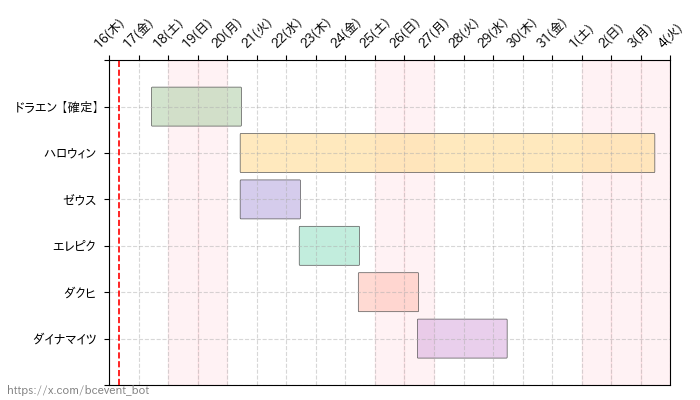 16(木)
17(金)
18(土)
19(日)
20(月)
21(火)
22(水)
23(木)
24(金)
25(土)
26(日)
27(月)
28(火)
29(水)
30(木)
31(金)
1(土)
2(日)
3(月)
4(火)
ドラエン【確定】
ハロウィン
ゼウス
エレピク
ダクヒ
ダイナマイツ
https://x.com/bcevent_bot